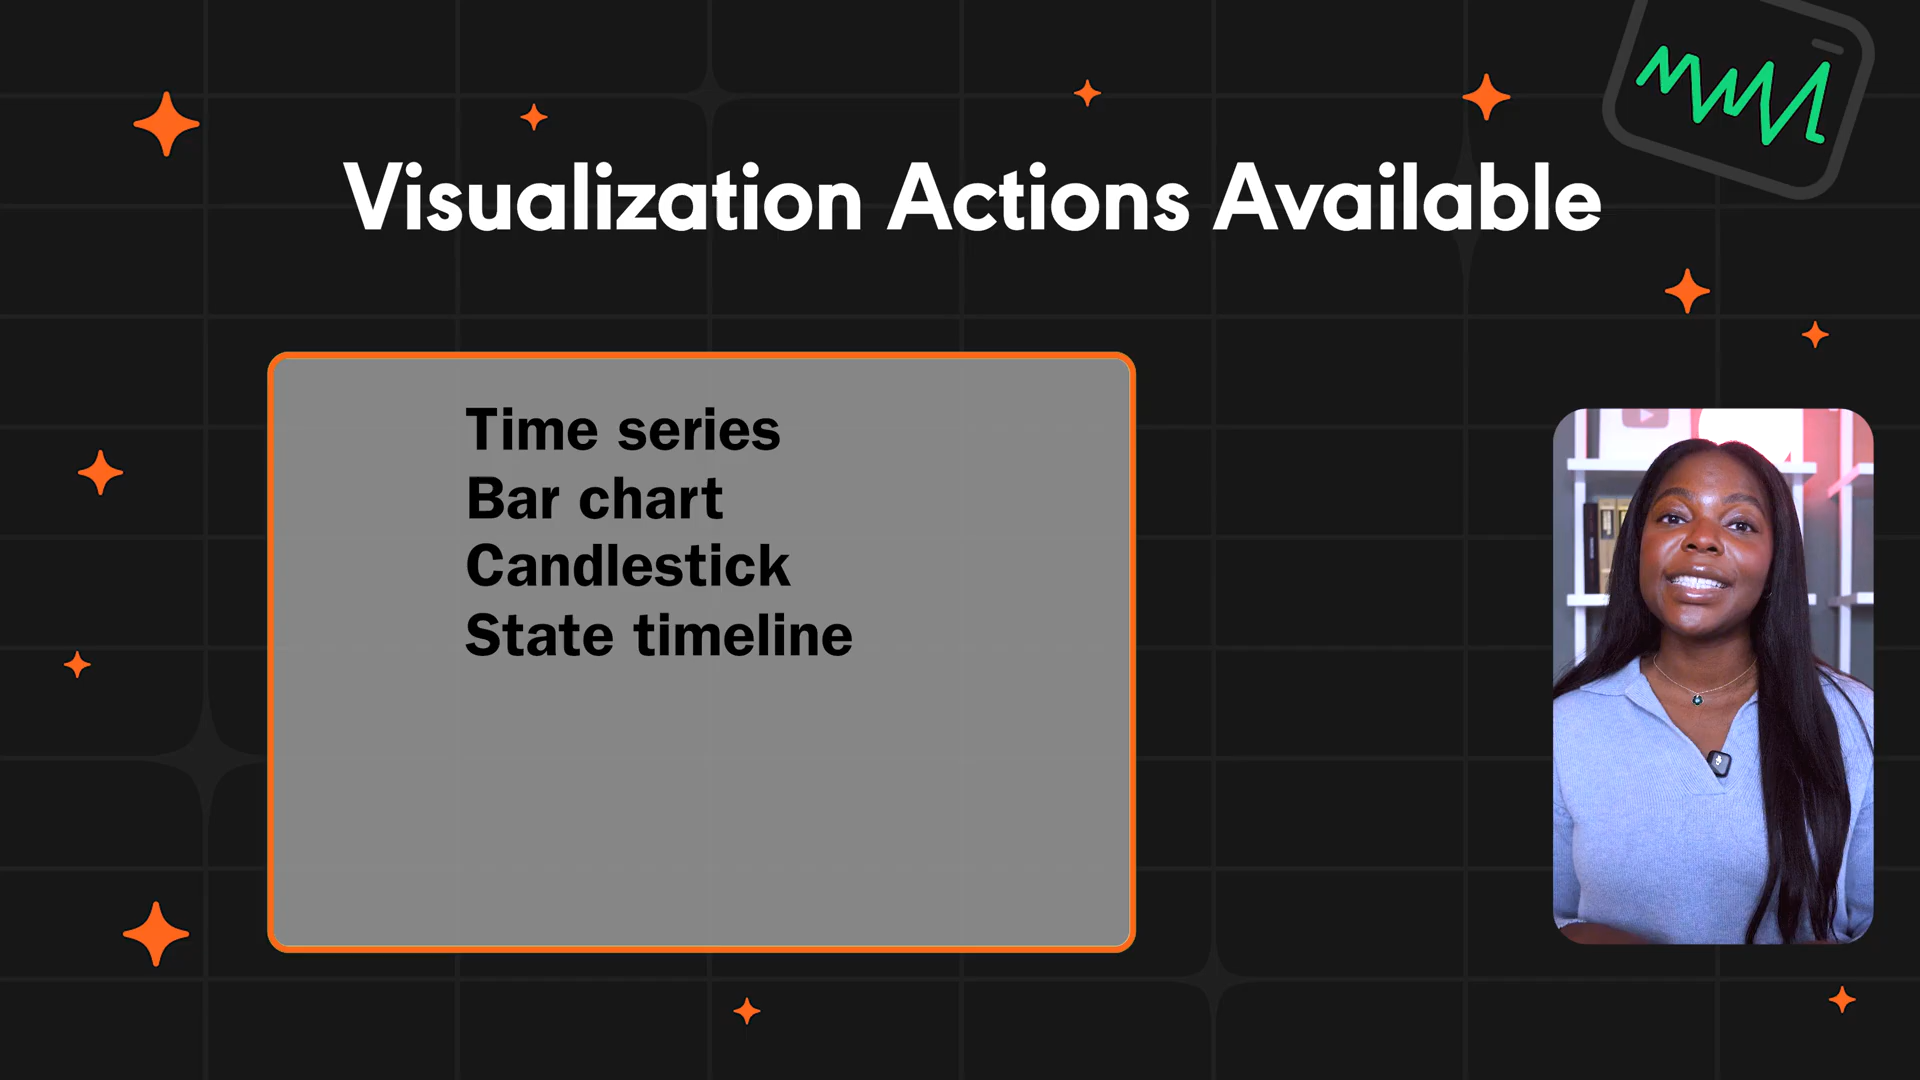 Visualization Actions Available
Time series
Bar chart
Candlestick
State timeline